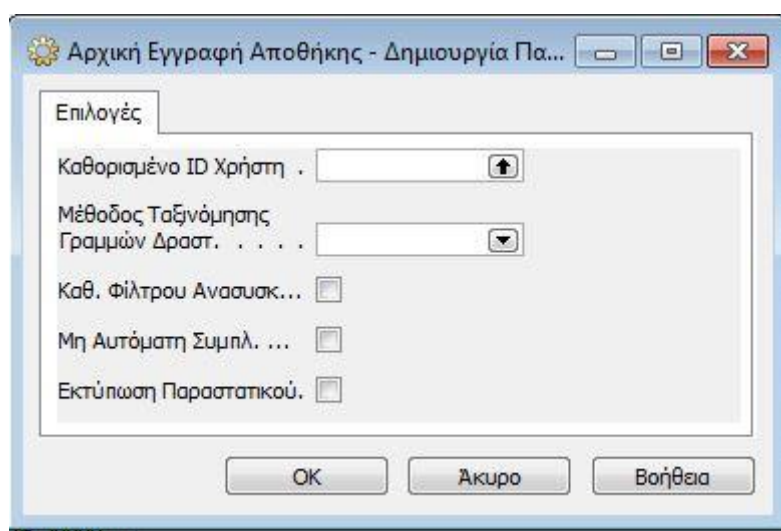 Αρχική Εγγραφή Αποθήκης - Δημιουργία Πα...
Επιλογές
Καθορισμένο ID Χρήστη .
Μέθοδος Ταξινόμησης
Γραμμών Δραστ. . . . .
Καθ. Φίλτρου Ανασυσκ...
Μη Αυτόματη Συμπλ. ...
Εκτύπωση Παραστατικού.
OK Άκυρο Βοήθεια